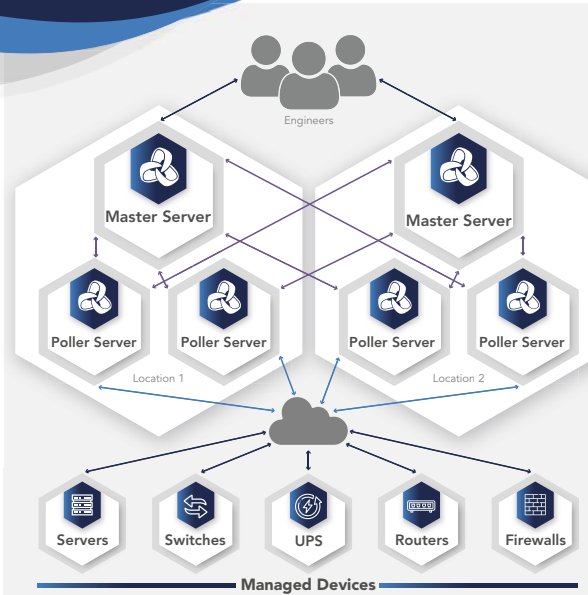 Engineers
Master Server
Master Server
Poller Server
Poller Server
Poller Server
Poller Server
Location 1
Location 2
Servers
Switches
UPS
Routers
Firewalls
Managed Devices